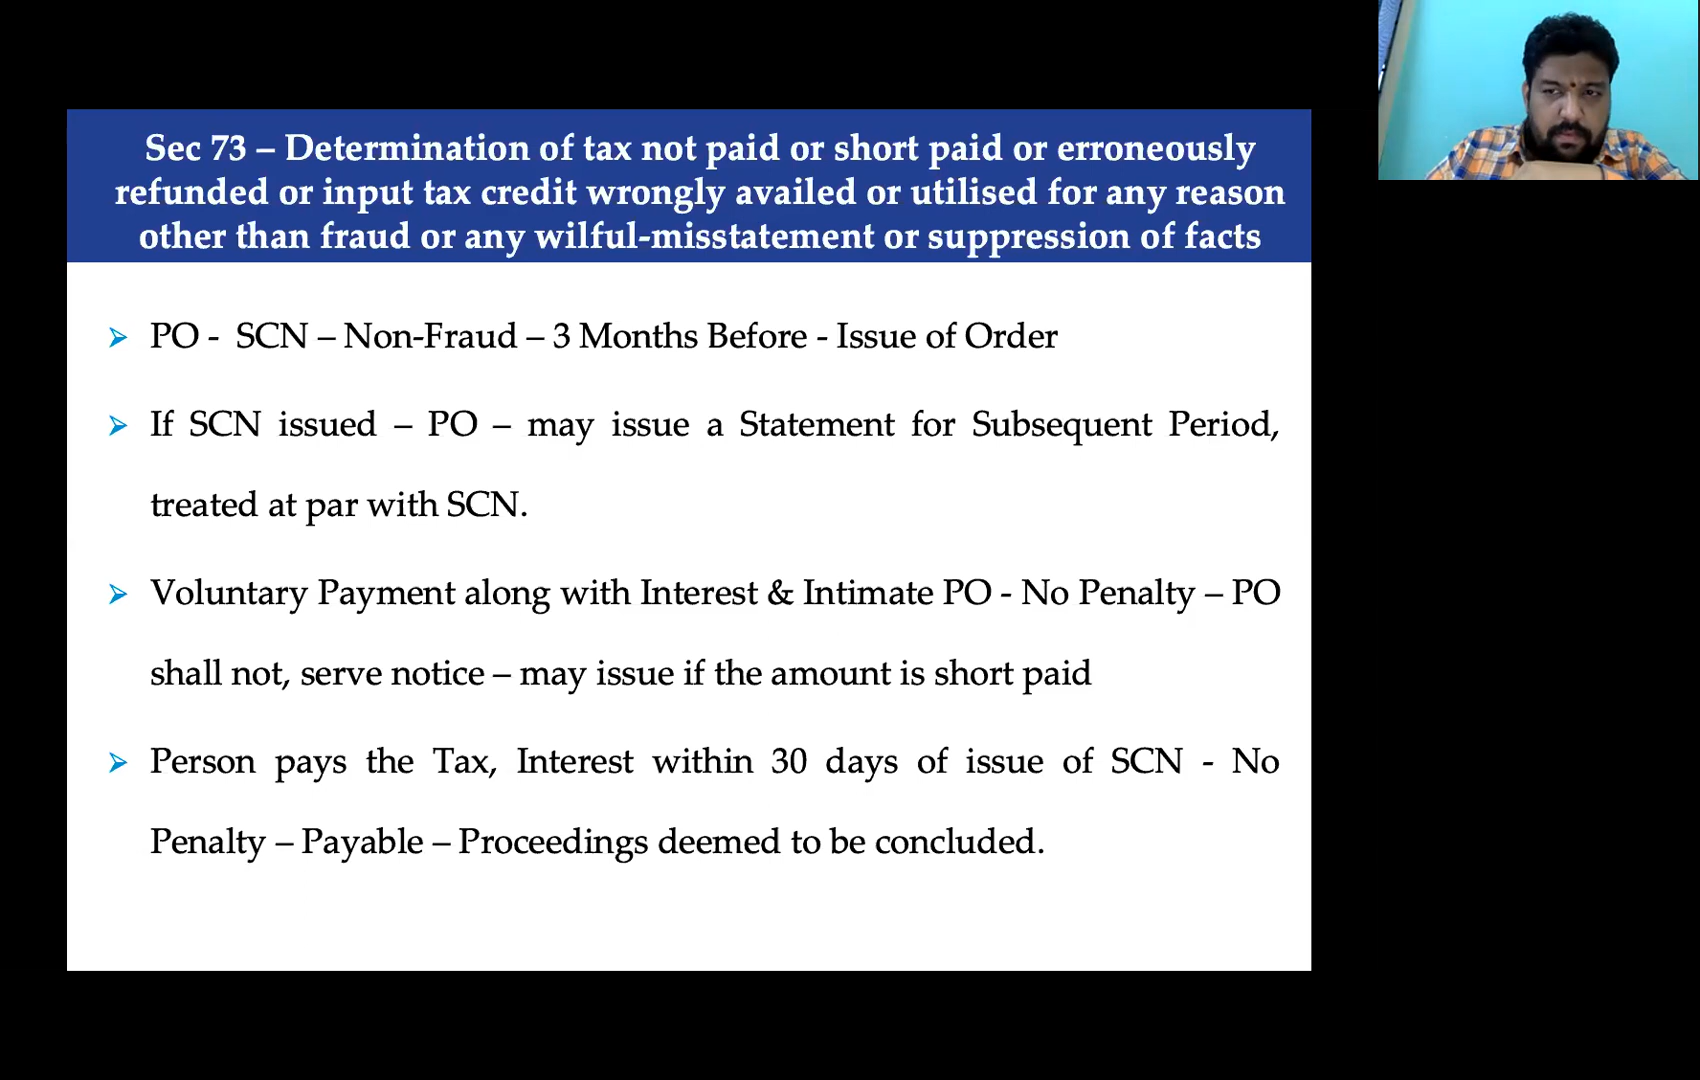 Sec 73 – Determination of tax not paid or short paid or erroneously
refunded or input tax credit wrongly availed or utilised for any reason
other than fraud or any wilful-misstatement or suppression of facts
PO - SCN – Non-Fraud – 3 Months Before - Issue of Order
If SCN issued – PO – may issue a Statement for Subsequent Period,
treated at par with SCN.
Voluntary Payment along with Interest & Intimate PO - No Penalty – PO
shall not, serve notice – may issue if the amount is short paid
Person pays the Tax, Interest within 30 days of issue of SCN - No
Penalty – Payable – Proceedings deemed to be concluded.